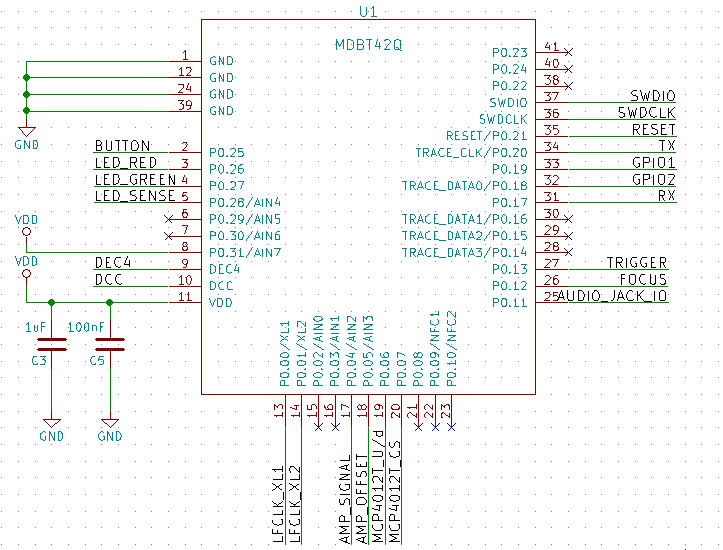 U1
MDBT42Q
1 GND
12 GND
24 GND
39 GND
GND
BUTTON 2 P0.25
LED_RED 3 P0.26
LED_GREEN 4 P0.27
LED_SENSE 5 P0.28/AIN4
6 P0.29/AIN5
7 P0.30/AIN6
VDD
8 P0.31/AIN7
VDD
DEC4 9 DEC4
DCC 10 DCC
11 VDD
1uF
C3
100nF
C5
GND
GND
P0.23 41
P0.24 40
P0.22 38
SWDIO 37 SWDIO
SWDCLK 36 SWDCLK
RESET/P0.21 35 RESET
TRACE_CLK/P0.20 34 TX
P0.19 33 GPIO1
TRACE_DATA0/P0.18 32 GPIO2
P0.17 31 RX
TRACE_DATA1/P0.16 30
TRACE_DATA2/P0.15 29
TRACE_DATA3/P0.14 28
P0.13 27 TRIGGER
P0.12 26 FOCUS
P0.11 25 AUDIO_JACK_IO
P0.00/XL1 13 LFCLK_XL1
P0.01/XL2 14 LFCLK_XL2
P0.02/AIN0 15
P0.03/AIN1 16
P0.04/AIN2 17 AMP_SIGNAL
P0.05/AIN3 18 AMP_OFFSET
P0.06 19 MCP4012T_U/d
P0.07 20 MCP4012T_CS
P0.08 21
P0.09/NFC1 22
P0.10/NFC2 23